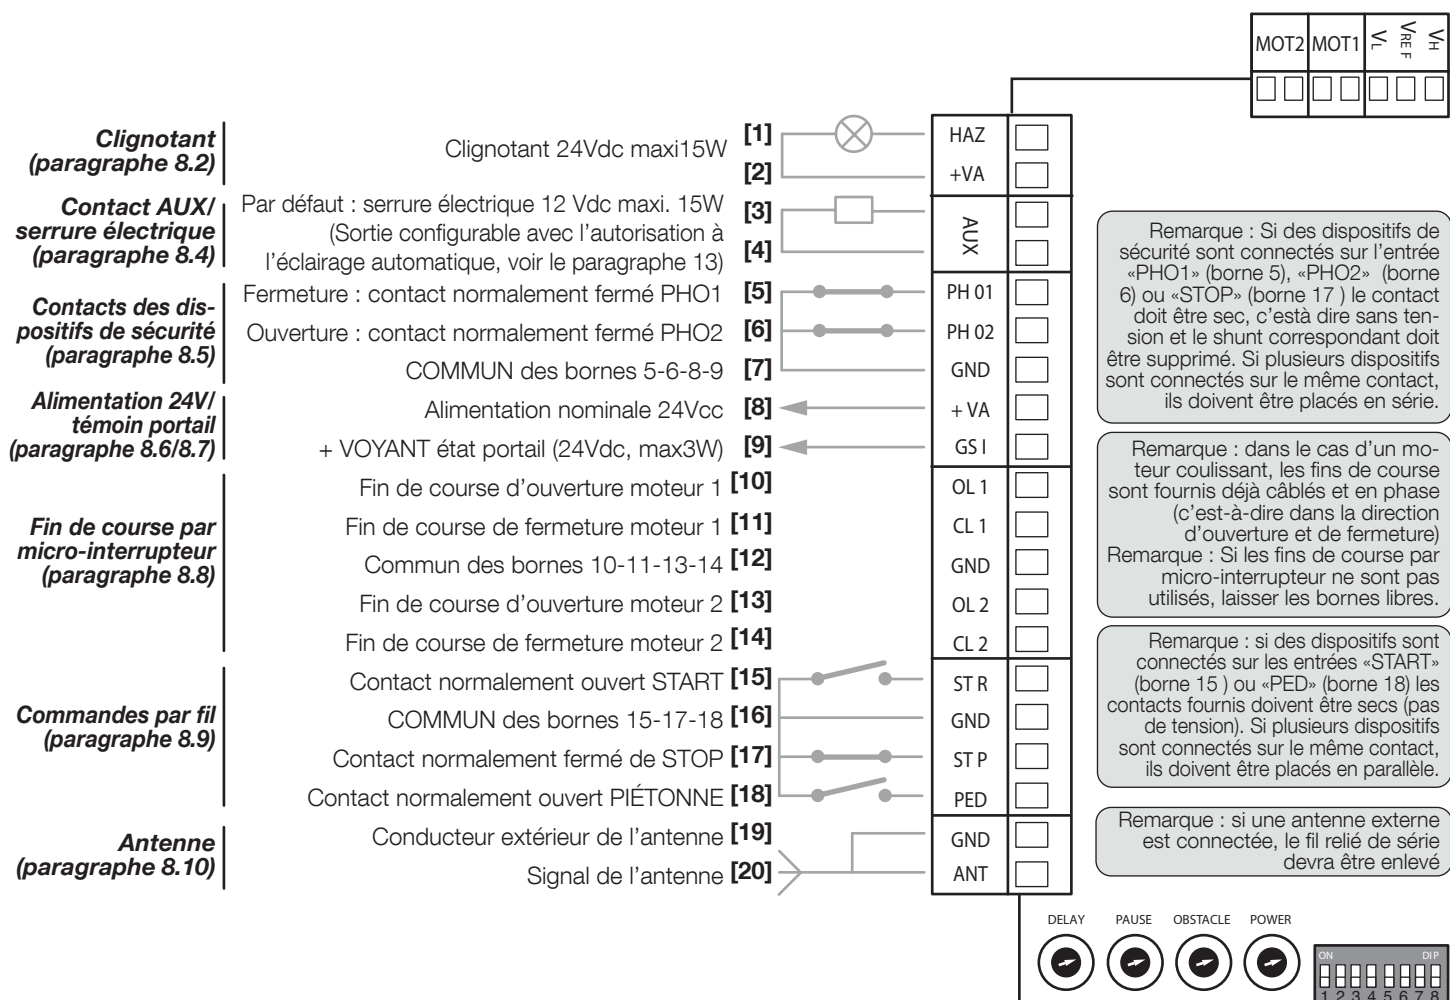 MOT2 MOT1 VL VREF VH
Clignotant
(paragraphe 8.2)
Clignotant 24Vdc maxi15W
[1]
[2]
HAZ
+VA
Contact AUX/
serrure électrique
(paragraphe 8.4)
Par défaut : serrure électrique 12 Vdc maxi. 15W
(Sortie configurable avec l’autorisation à
l’éclairage automatique, voir le paragraphe 13)
[3]
[4]
AUX
Contacts des dis-
positifs de sécurité
(paragraphe 8.5)
Fermeture : contact normalement fermé PHO1 [5] PH 01
Ouverture : contact normalement fermé PHO2 [6] PH 02
COMMUN des bornes 5-6-8-9 [7] GND
Alimentation 24V/
témoin portail
(paragraphe 8.6/8.7)
Alimentation nominale 24Vcc [8] + VA
+ VOYANT état portail (24Vdc, max3W) [9] GS I
Fin de course par
micro-interrupteur
(paragraphe 8.8)
Fin de course d’ouverture moteur 1 [10] OL 1
Fin de course de fermeture moteur 1 [11] CL 1
Commun des bornes 10-11-13-14 [12] GND
Fin de course d’ouverture moteur 2 [13] OL 2
Fin de course de fermeture moteur 2 [14] CL 2
Commandes par fil
(paragraphe 8.9)
Contact normalement ouvert START [15] ST R
COMMUN des bornes 15-17-18 [16] GND
Contact normalement fermé de STOP [17] ST P
Contact normalement ouvert PIÉTONNE [18] PED
Antenne
(paragraphe 8.10)
Conducteur extérieur de l’antenne [19] GND
Signal de l’antenne [20] ANT
Remarque : Si des dispositifs de
sécurité sont connectés sur l’entrée
«PHO1» (borne 5), «PHO2» (borne
6) ou «STOP» (borne 17 ) le contact
doit être sec, c’està dire sans ten-
sion et le shunt correspondant doit
être supprimé. Si plusieurs dispositifs
sont connectés sur le même contact,
ils doivent être placés en série.
Remarque : dans le cas d’un mo-
teur coulissant, les fins de course
sont fournis déjà câblés et en phase
(c’est-à-dire dans la direction
d’ouverture et de fermeture)
Remarque : Si les fins de course par
micro-interrupteur ne sont pas
utilisés, laisser les bornes libres.
Remarque : si des dispositifs sont
connectés sur les entrées «START»
(borne 15 ) ou «PED» (borne 18) les
contacts fournis doivent être secs (pas
de tension). Si plusieurs dispositifs
sont connectés sur le même contact,
ils doivent être placés en parallèle.
Remarque : si une antenne externe
est connectée, le fil relié de série
devra être enlevé
DELAY PAUSE OBSTACLE POWER
ON DIP
1 2 3 4 5 6 7 8